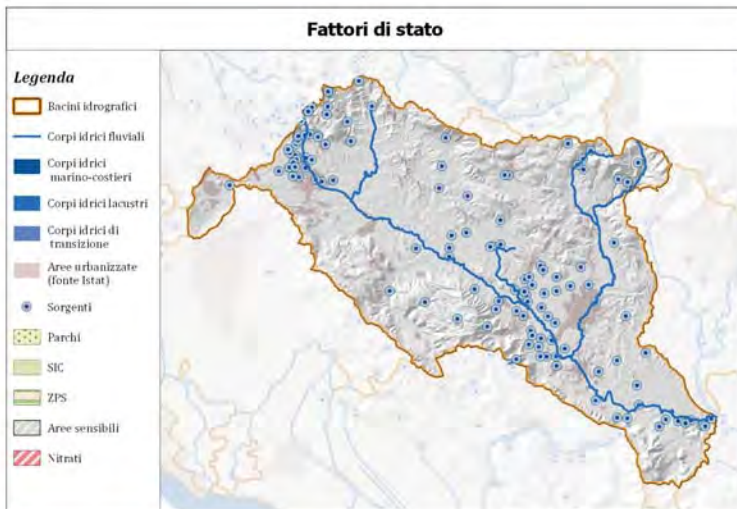 Fattori di stato
Legenda
Bacini idrografici
Corpi idrici fluviali
Corpi idrici
marino-costieri
Corpi idrici lacustri
Corpi idrici di
transizione
Aree urbanizzate
(fonte Istat)
Sorgenti
Parchi
SIC
ZPS
Aree sensibili
Nitrati